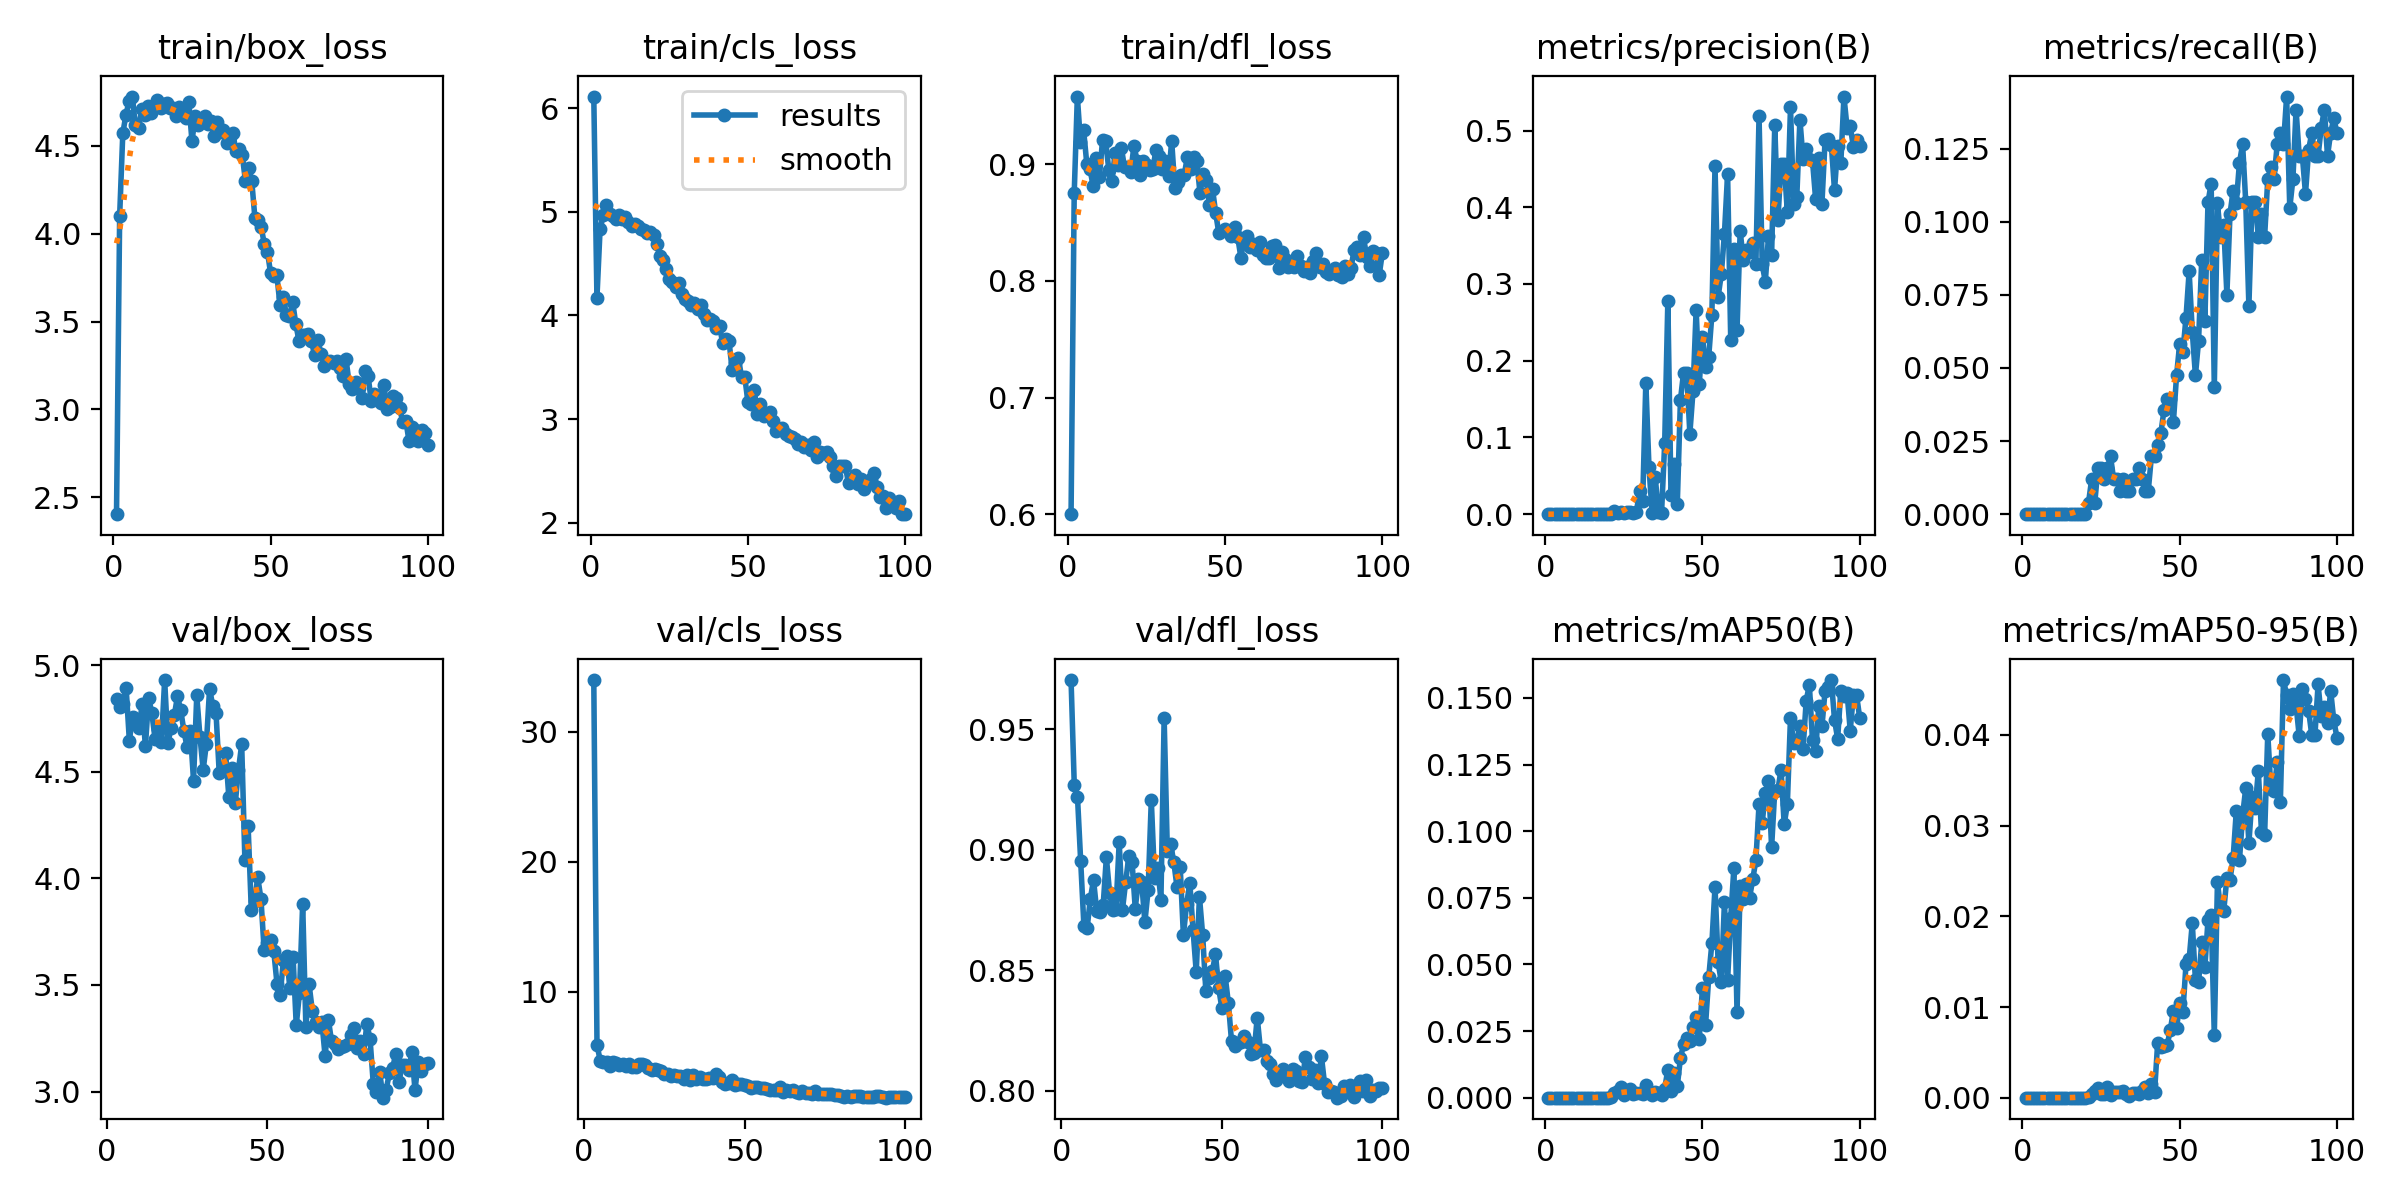 train/box_loss
4.5
4.0
3.5
3.0
2.5
0 50 100
train/cls_loss
results
smooth
6
5
4
3
2
0 50 100
train/dfl_loss
0.9
0.8
0.7
0.6
0 50 100
metrics/precision(B)
0.5
0.4
0.3
0.2
0.1
0.0
0 50 100
metrics/recall(B)
0.125
0.100
0.075
0.050
0.025
0.000
0 50 100
val/box_loss
5.0
4.5
4.0
3.5
3.0
0 50 100
val/cls_loss
30
20
10
0 50 100
val/dfl_loss
0.95
0.90
0.85
0.80
0 50 100
metrics/mAP50(B)
0.150
0.125
0.100
0.075
0.050
0.025
0.000
0 50 100
metrics/mAP50-95(B)
0.04
0.03
0.02
0.01
0.00
0 50 100